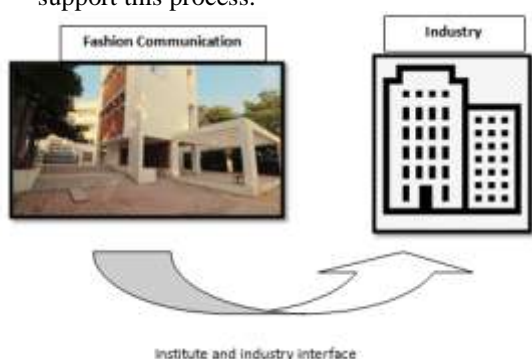 support this process.
Fashion Communication
Industry
Institute and industry interface